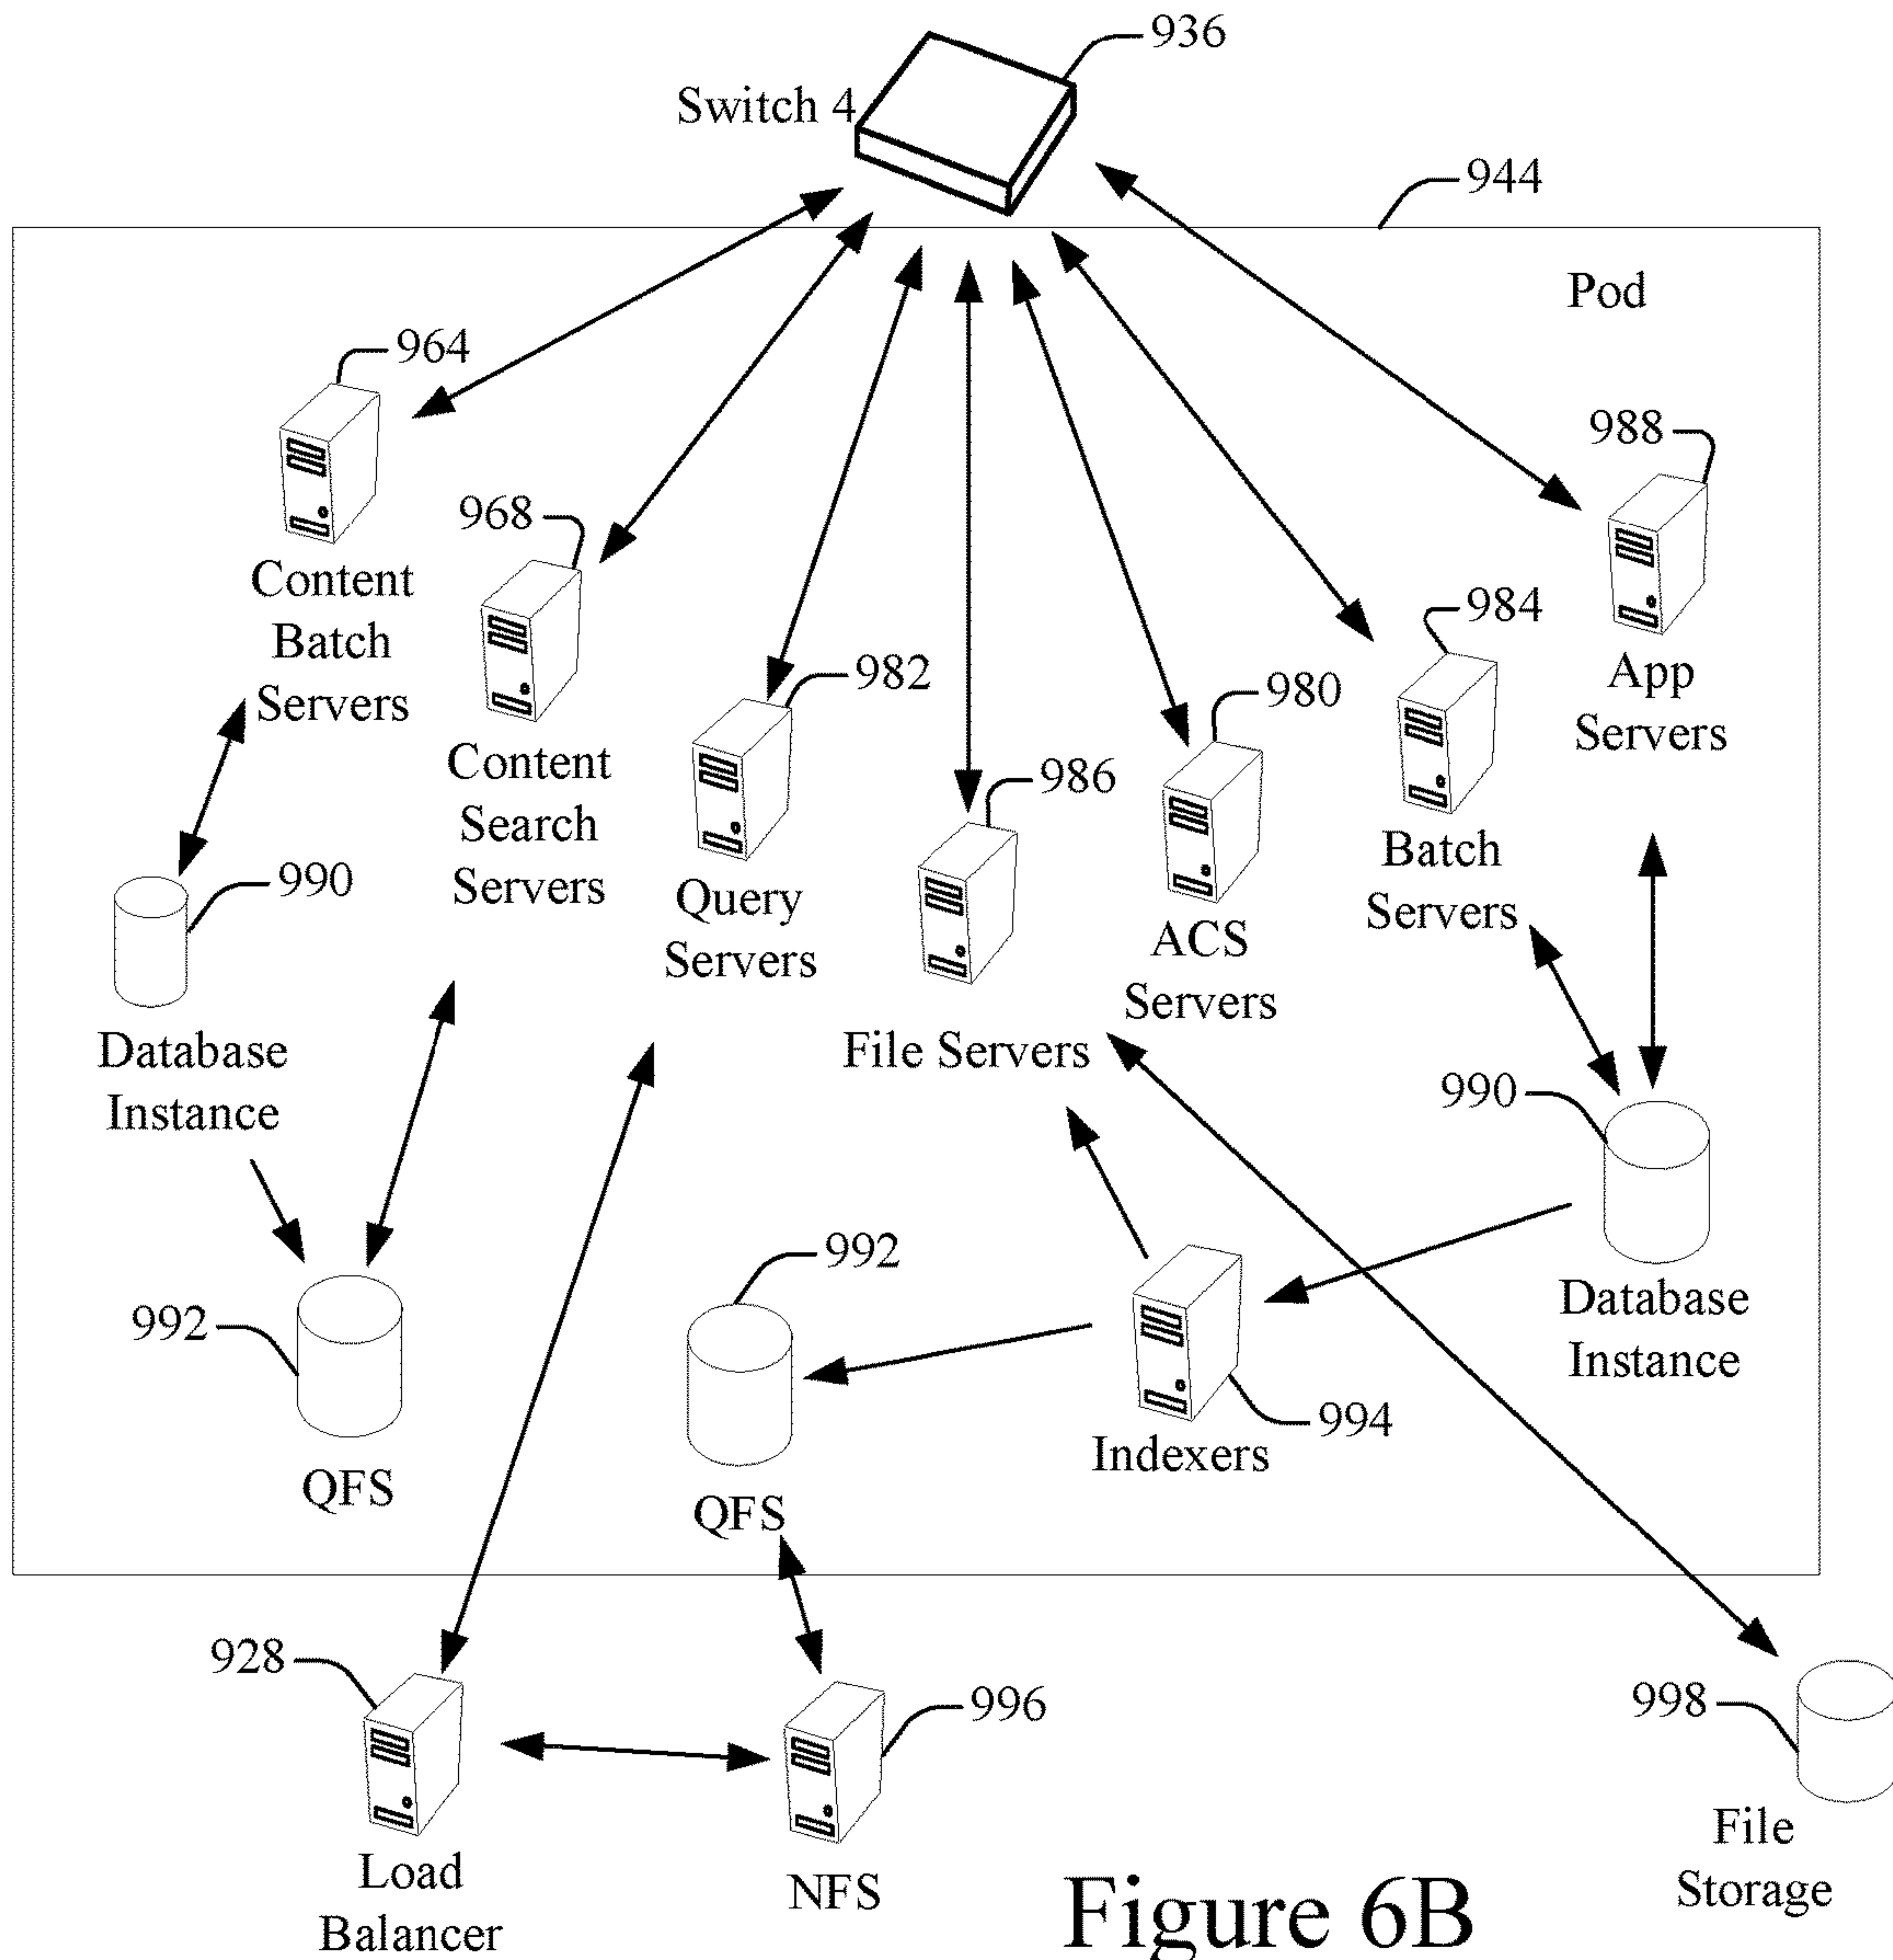 936
Switch 4
944
Pod
964
988
Content
Batch
Servers
968
984
App
Servers
Content
Search
Servers
982
980
986
Batch
Servers
990
Query
Servers
ACS
Servers
Database
Instance
File Servers
990
992
992
Database
Instance
994
Indexers
QFS
QFS
928
996
998
Load
Balancer
NFS
File
Storage
Figure 6B